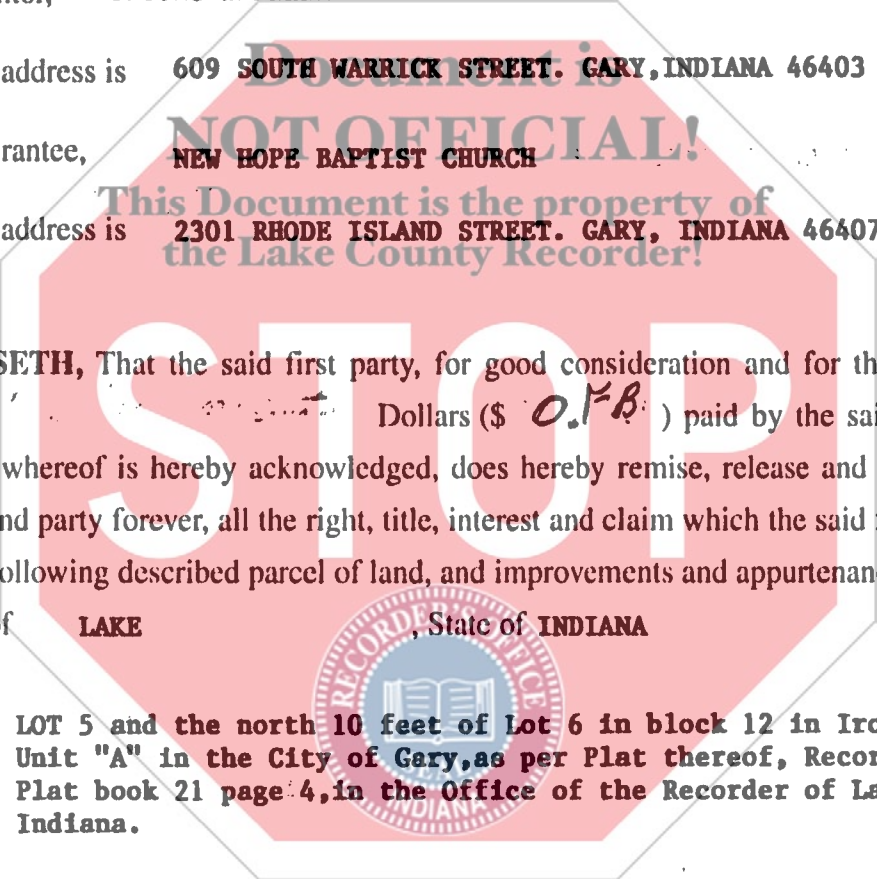 Document is
address is 609 SOUTH WARRICK STREET. GARY,INDIANA 46403
NOT OFFICIAL!
rantee, NEW HOPE BAPTIST CHURCH
This Document is the property of
address is 2301 RHODE ISLAND STREET. GARY, INDIANA 46407
the Lake County Recorder!
STOP
SETH, That the said first party, for good consideration and for th
Dollars ($ ) paid by the sai
whereof is hereby acknowledged, does hereby remise, release and
nd party forever, all the right, title, interest and claim which the said
ollowing described parcel of land, and improvements and appurtenan
f LAKE , State of INDIANA
RECORDER'S OFFICE
LOT 5 and the north 10 feet of Lot 6 in block 12 in Iro
Unit "A" in the City of Gary,as per Plat thereof, Recor
Plat book 21 page 4,in the Office of the Recorder of La
Indiana.
INDIANA